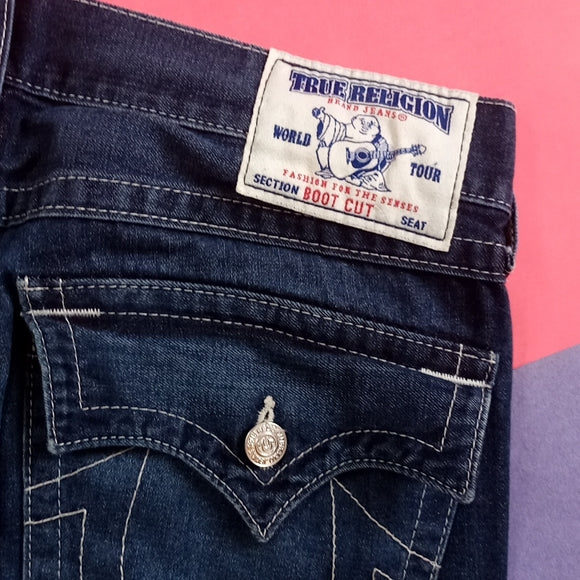 TRUE RELIGION
BRAND JEANS®
WORLD TOUR
FASHION FOR THE SENSES
SECTION BOOT CUT SEAT